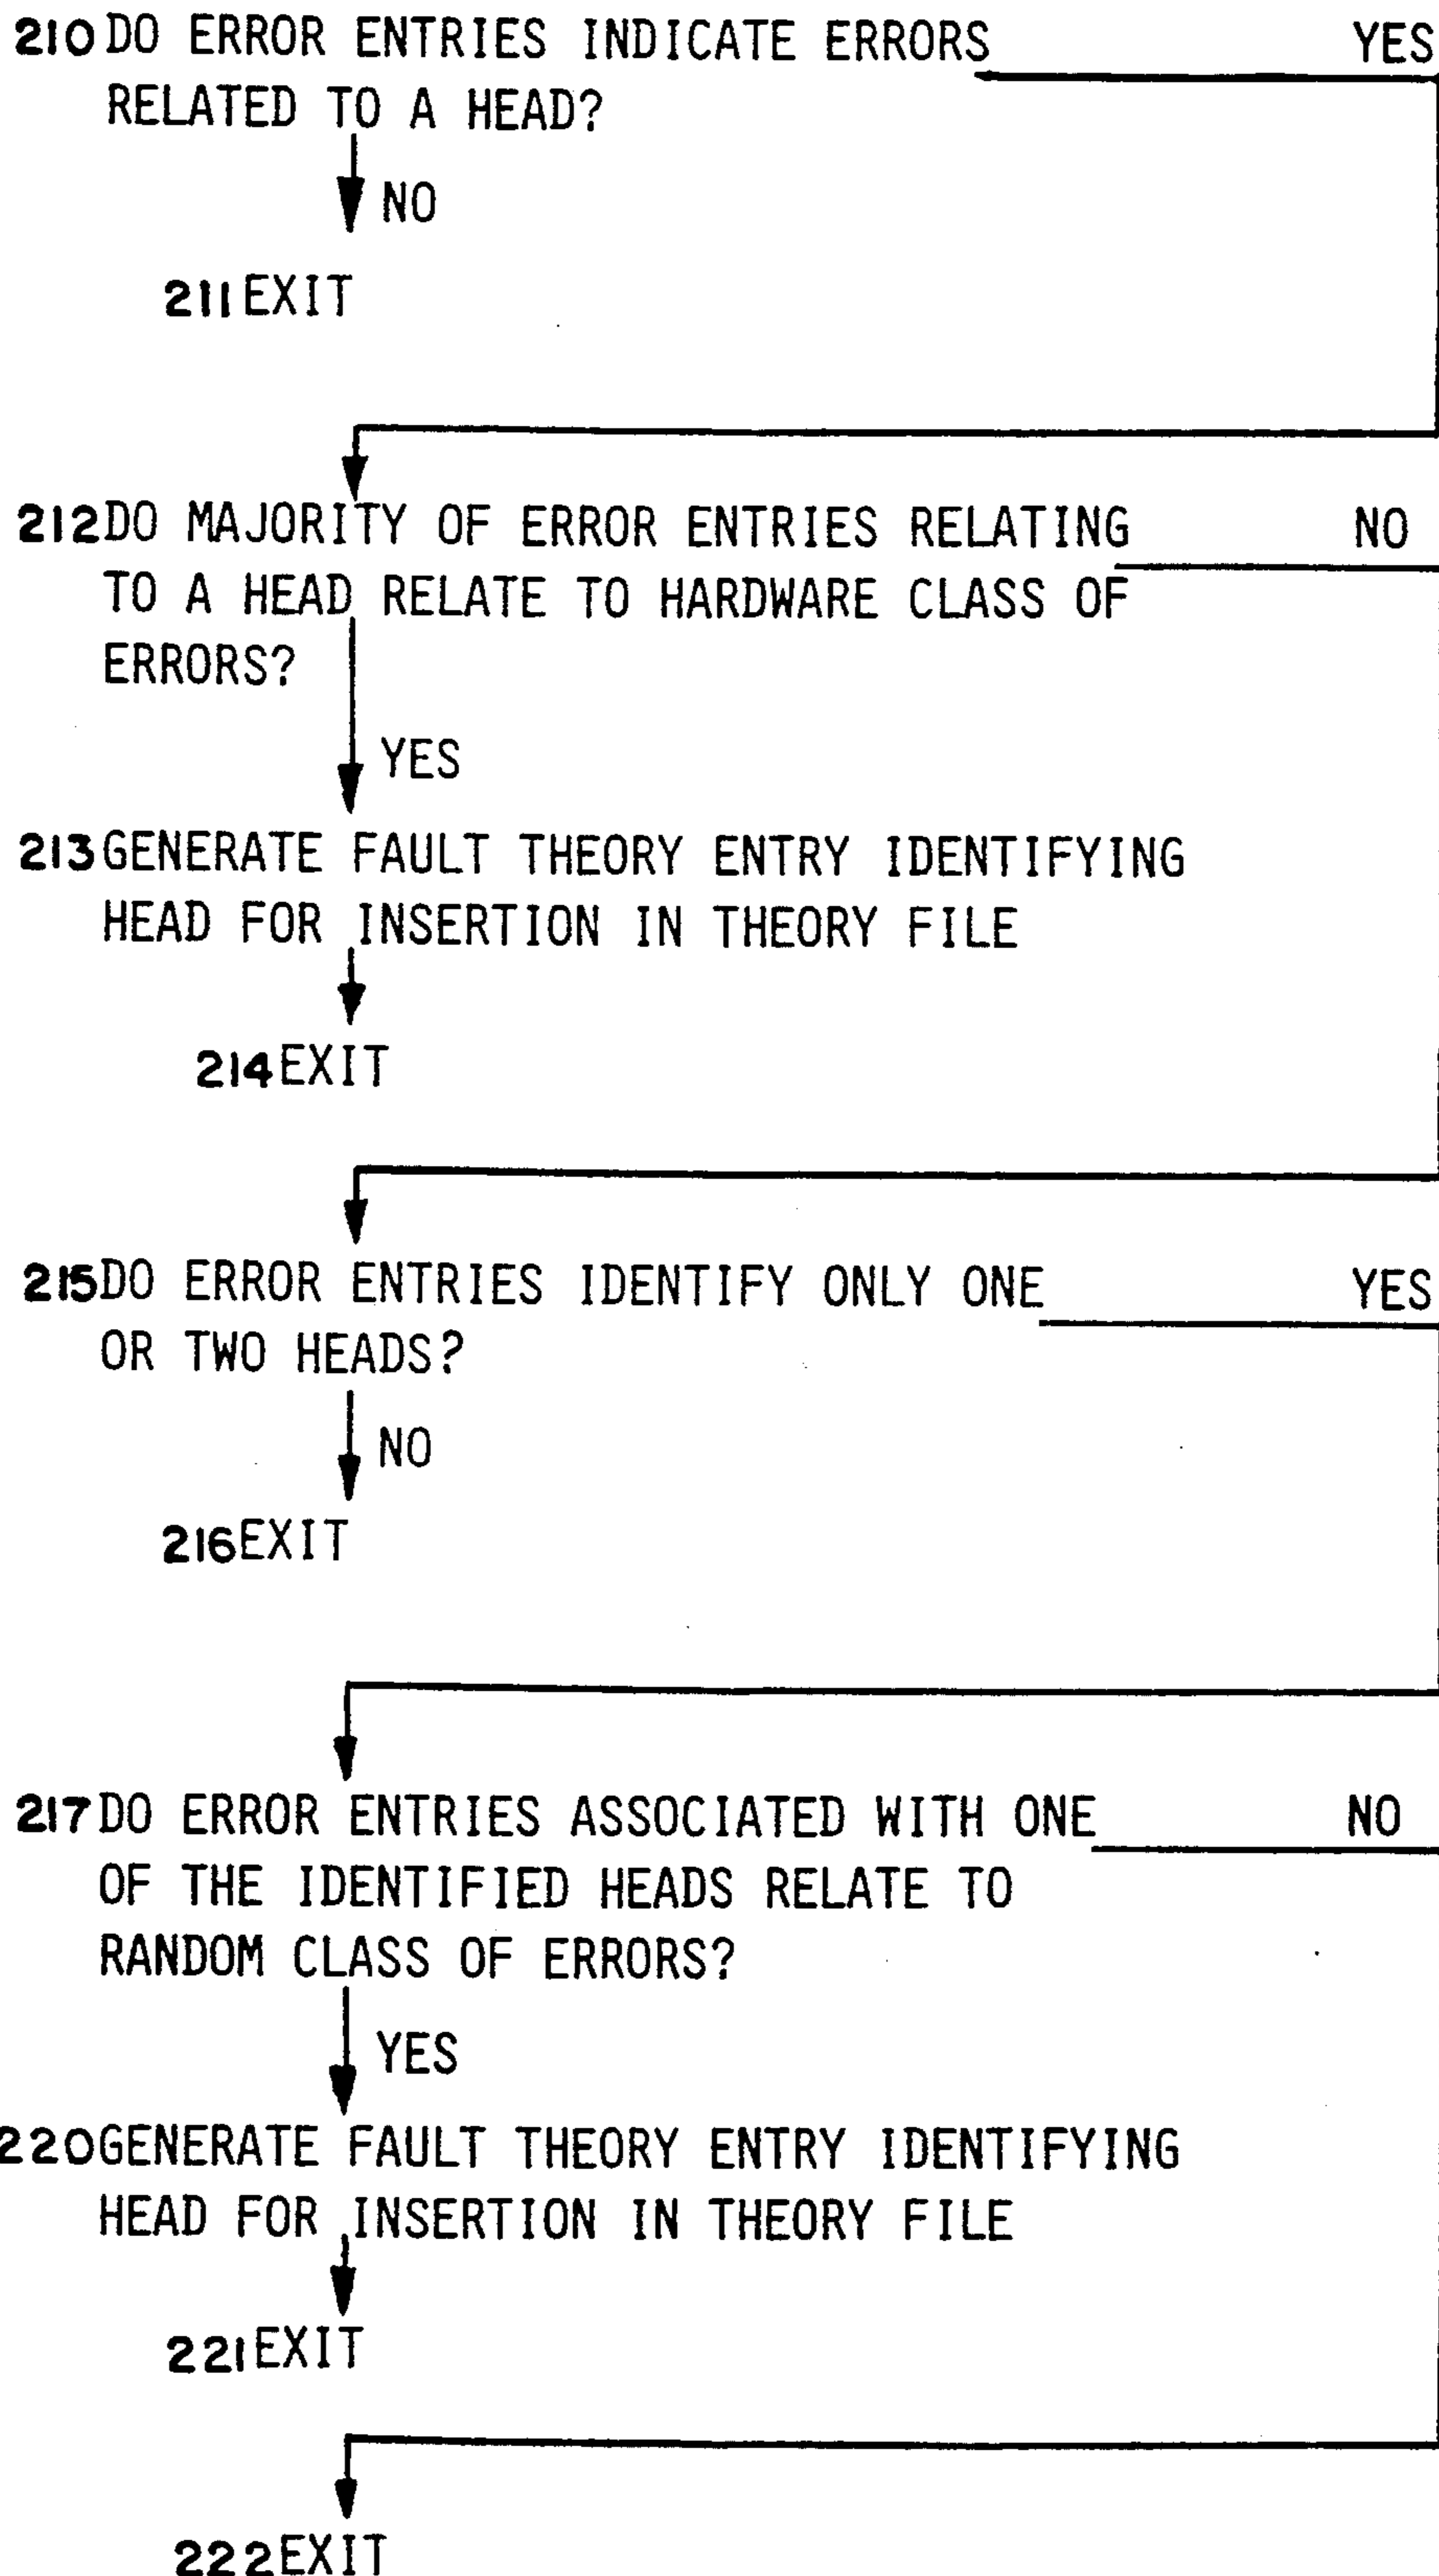 210 DO ERROR ENTRIES INDICATE ERRORS YES
RELATED TO A HEAD?
NO
211 EXIT
212 DO MAJORITY OF ERROR ENTRIES RELATING NO
TO A HEAD RELATE TO HARDWARE CLASS OF
ERRORS?
YES
213 GENERATE FAULT THEORY ENTRY IDENTIFYING
HEAD FOR INSERTION IN THEORY FILE
214 EXIT
215 DO ERROR ENTRIES IDENTIFY ONLY ONE YES
OR TWO HEADS?
NO
216 EXIT
217 DO ERROR ENTRIES ASSOCIATED WITH ONE NO
OF THE IDENTIFIED HEADS RELATE TO
RANDOM CLASS OF ERRORS?
YES
220 GENERATE FAULT THEORY ENTRY IDENTIFYING
HEAD FOR INSERTION IN THEORY FILE
221 EXIT
222 EXIT